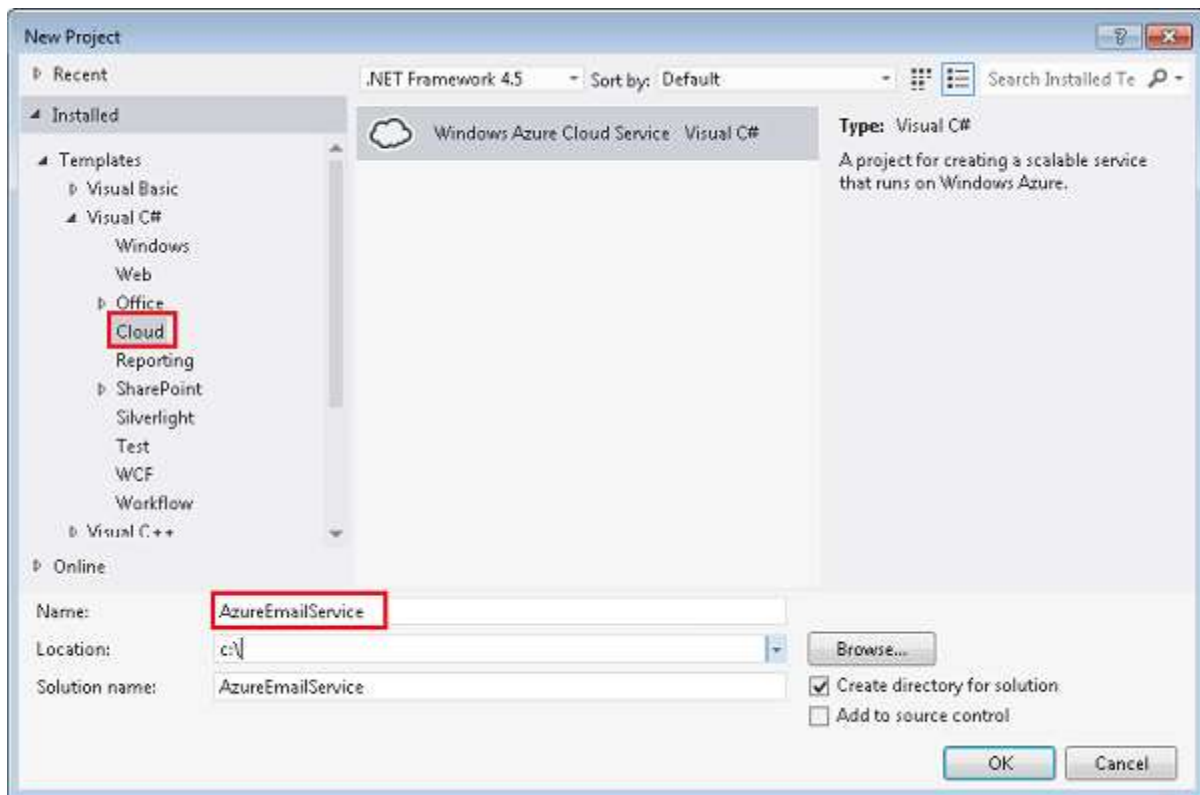 New Project
Recent
.NET Framework 4.5 Sort by: Default Search Installed Te
Installed
Windows Azure Cloud Service Visual C#
Type: Visual C#
A project for creating a scalable service
that runs on Windows Azure.
Templates
Visual Basic
Visual C#
Windows
Web
Office
Cloud
Reporting
SharePoint
Silverlight
Test
WCF
Workflow
Visual C++
Online
Name: AzureEmailService
Location: c:\
Browse...
Solution name: AzureEmailService
Create directory for solution
Add to source control
OK Cancel